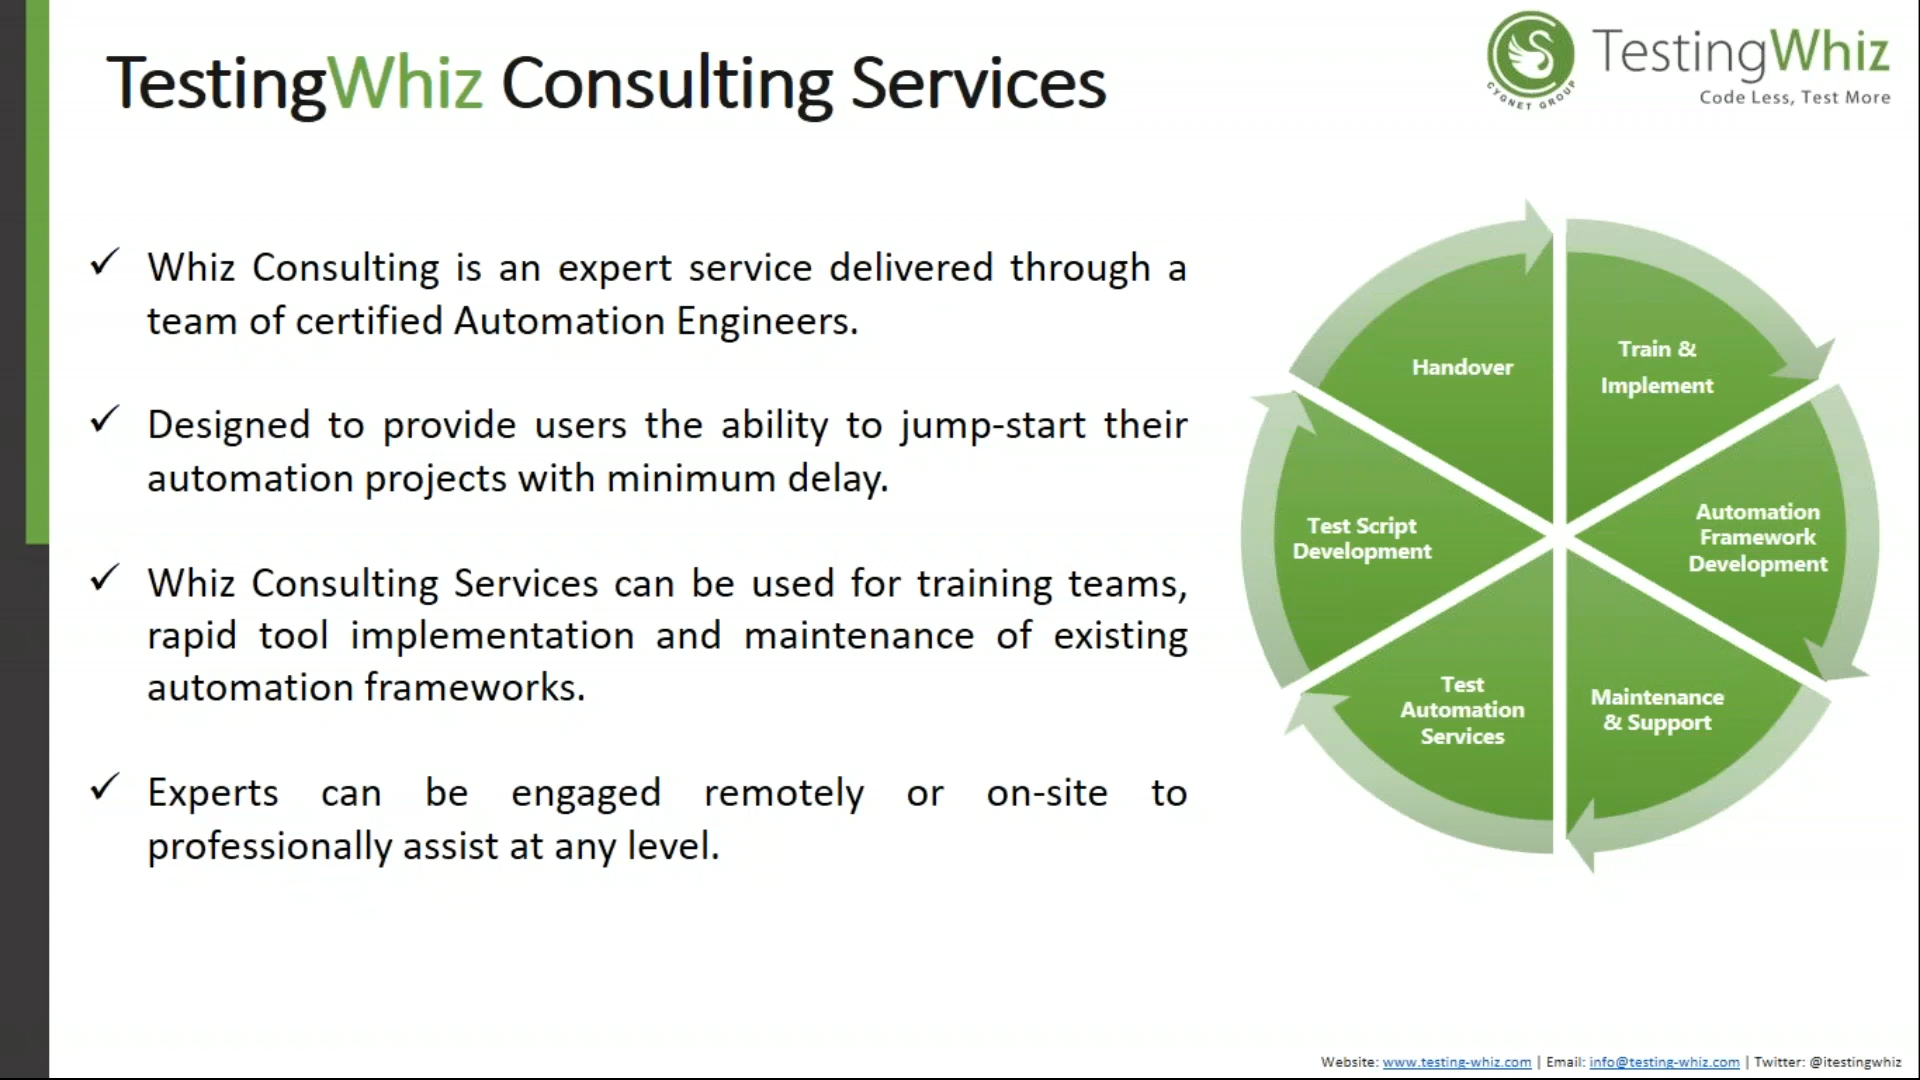 TestingWhiz Consulting Services
CYGNET GROUP
TestingWhiz
Code Less, Test More
Whiz Consulting is an expert service delivered through a
team of certified Automation Engineers.
Designed to provide users the ability to jump-start their
automation projects with minimum delay.
Whiz Consulting Services can be used for training teams,
rapid tool implementation and maintenance of existing
automation frameworks.
Experts can be engaged remotely or on-site to
professionally assist at any level.
Train &
Implement
Automation
Framework
Development
Maintenance
& Support
Test
Automation
Services
Test Script
Development
Handover
Website: www.testing-whiz.com | Email: info@testing-whiz.com | Twitter: @itestingwhiz